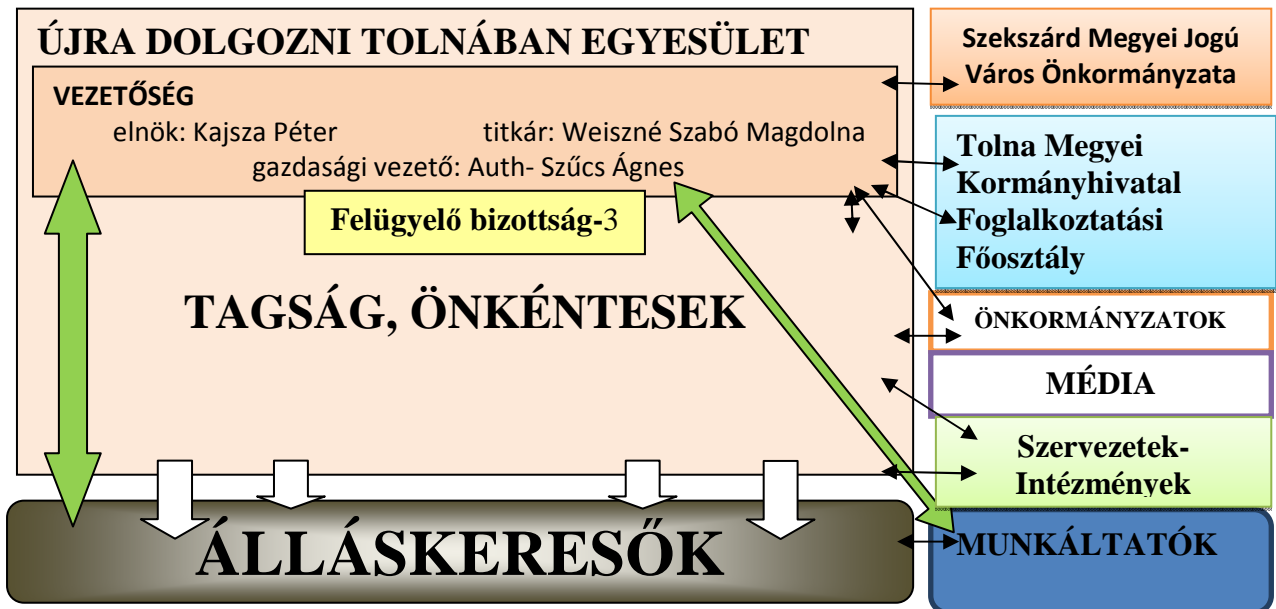 ÚJRA DOLGOZNI TOLNÁBAN EGYESÜLET
VEZETŐSÉG
elnök: Kajsza Péter titkár: Weiszné Szabó Magdolna
gazdasági vezető: Auth- Szűcs Ágnes
Felügyelő bizottság-3
TAGSÁG, ÖNKÉNTESEK
ÁLLÁSKERESŐK
Szekszárd Megyei Jogú
Város Önkormányzata
Tolna Megyei
Kormányhivatal
Foglalkoztatási
Főosztály
ÖNKORMÁNYZATOK
MÉDIA
Szervezetek-
Intézmények
MUNKÁLTATÓK